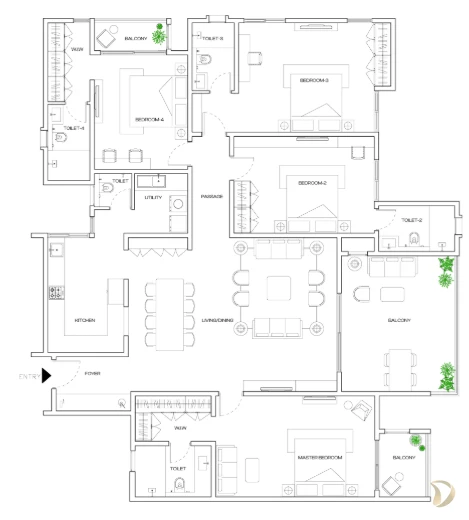 BALCONY
TOILET-3
W/W
BEDROOM-3
BEDROOM-4
TOILET-4
TOILET
UTILITY
PASSAGE
BEDROOM-2
TOILET-2
KITCHEN
LIVING/DINING
BALCONY
ENTRY
FOYER
W/W
TOILET
MASTER BEDROOM
BALCONY